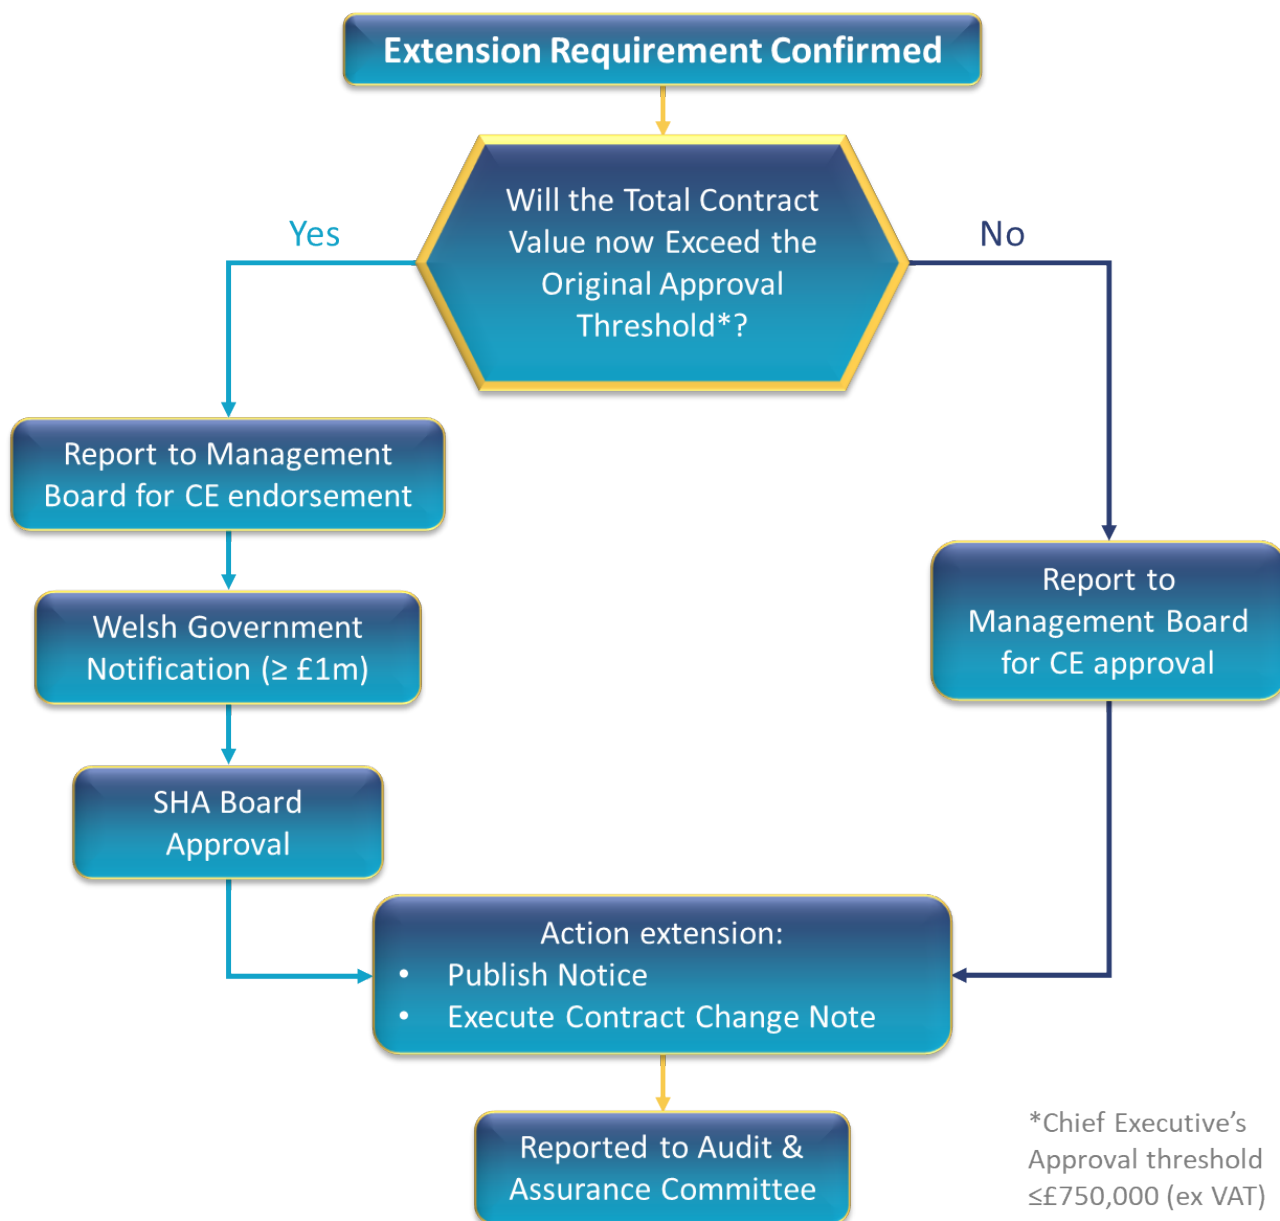 Extension Requirement Confirmed
Will the Total Contract
Value now Exceed the
Original Approval
Threshold*?
Yes
No
Report to Management
Board for CE endorsement
Welsh Government
Notification (≥ £1m)
SHA Board
Approval
Report to
Management Board
for CE approval
Action extension:
• Publish Notice
• Execute Contract Change Note
Reported to Audit &
Assurance Committee
*Chief Executive’s
Approval threshold
≤£750,000 (ex VAT)